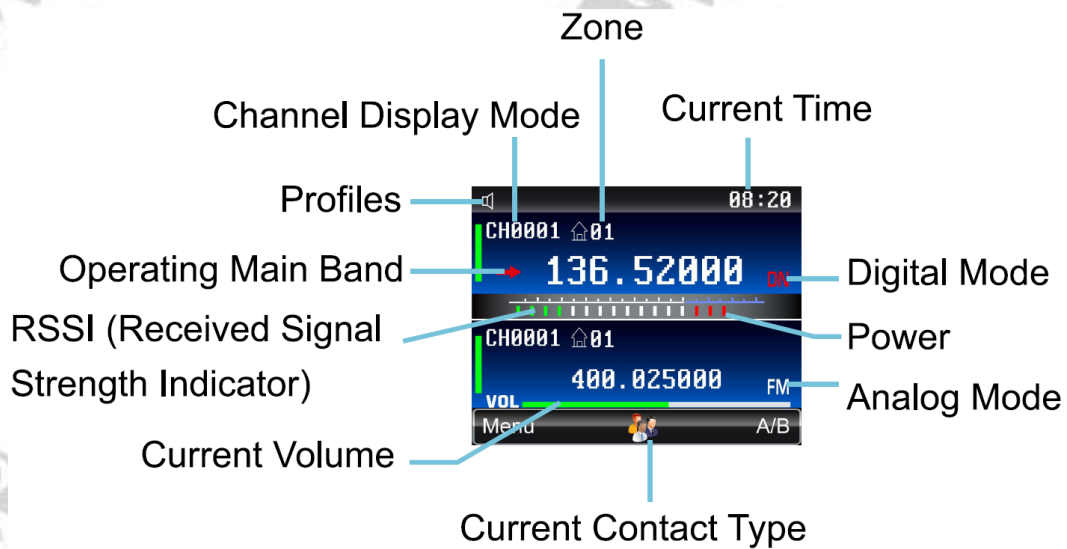 Zone
Channel Display Mode
Current Time
Profiles
08:20
CH0001 01
Operating Main Band
136.52000
DN
Digital Mode
RSSI (Received Signal
Strength Indicator)
Power
CH0001 01
400.025000
FM
Analog Mode
VOL
Menu
A/B
Current Volume
Current Contact Type